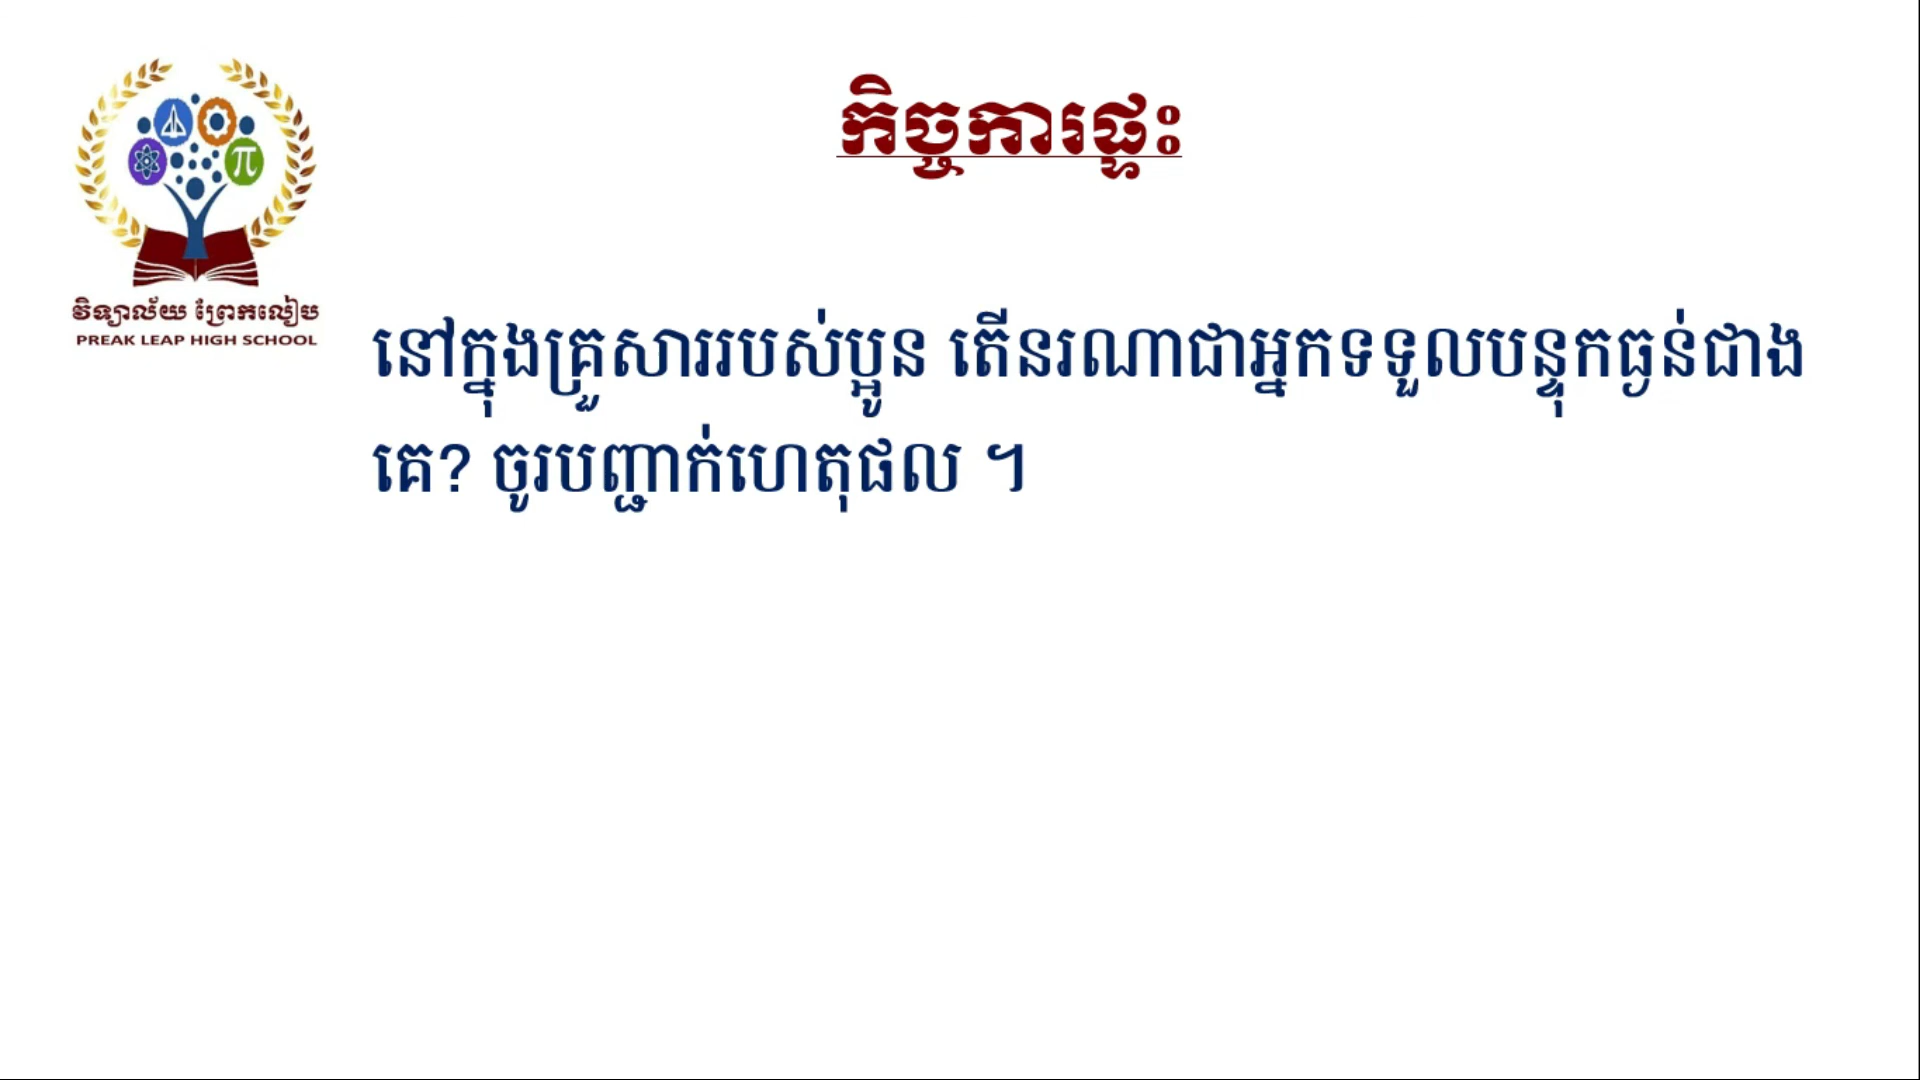 កិច្ចការផ្ទះ
វិទ្យាល័យ ព្រែកលៀប
PREAK LEAP HIGH SCHOOL
នៅក្នុងគ្រួសាររបស់ប្អូន តើនរណាជាអ្នកទទួលបន្ទុកធ្ងន់ជាង
គេ? ចូរបញ្ជាក់ហេតុផល ។